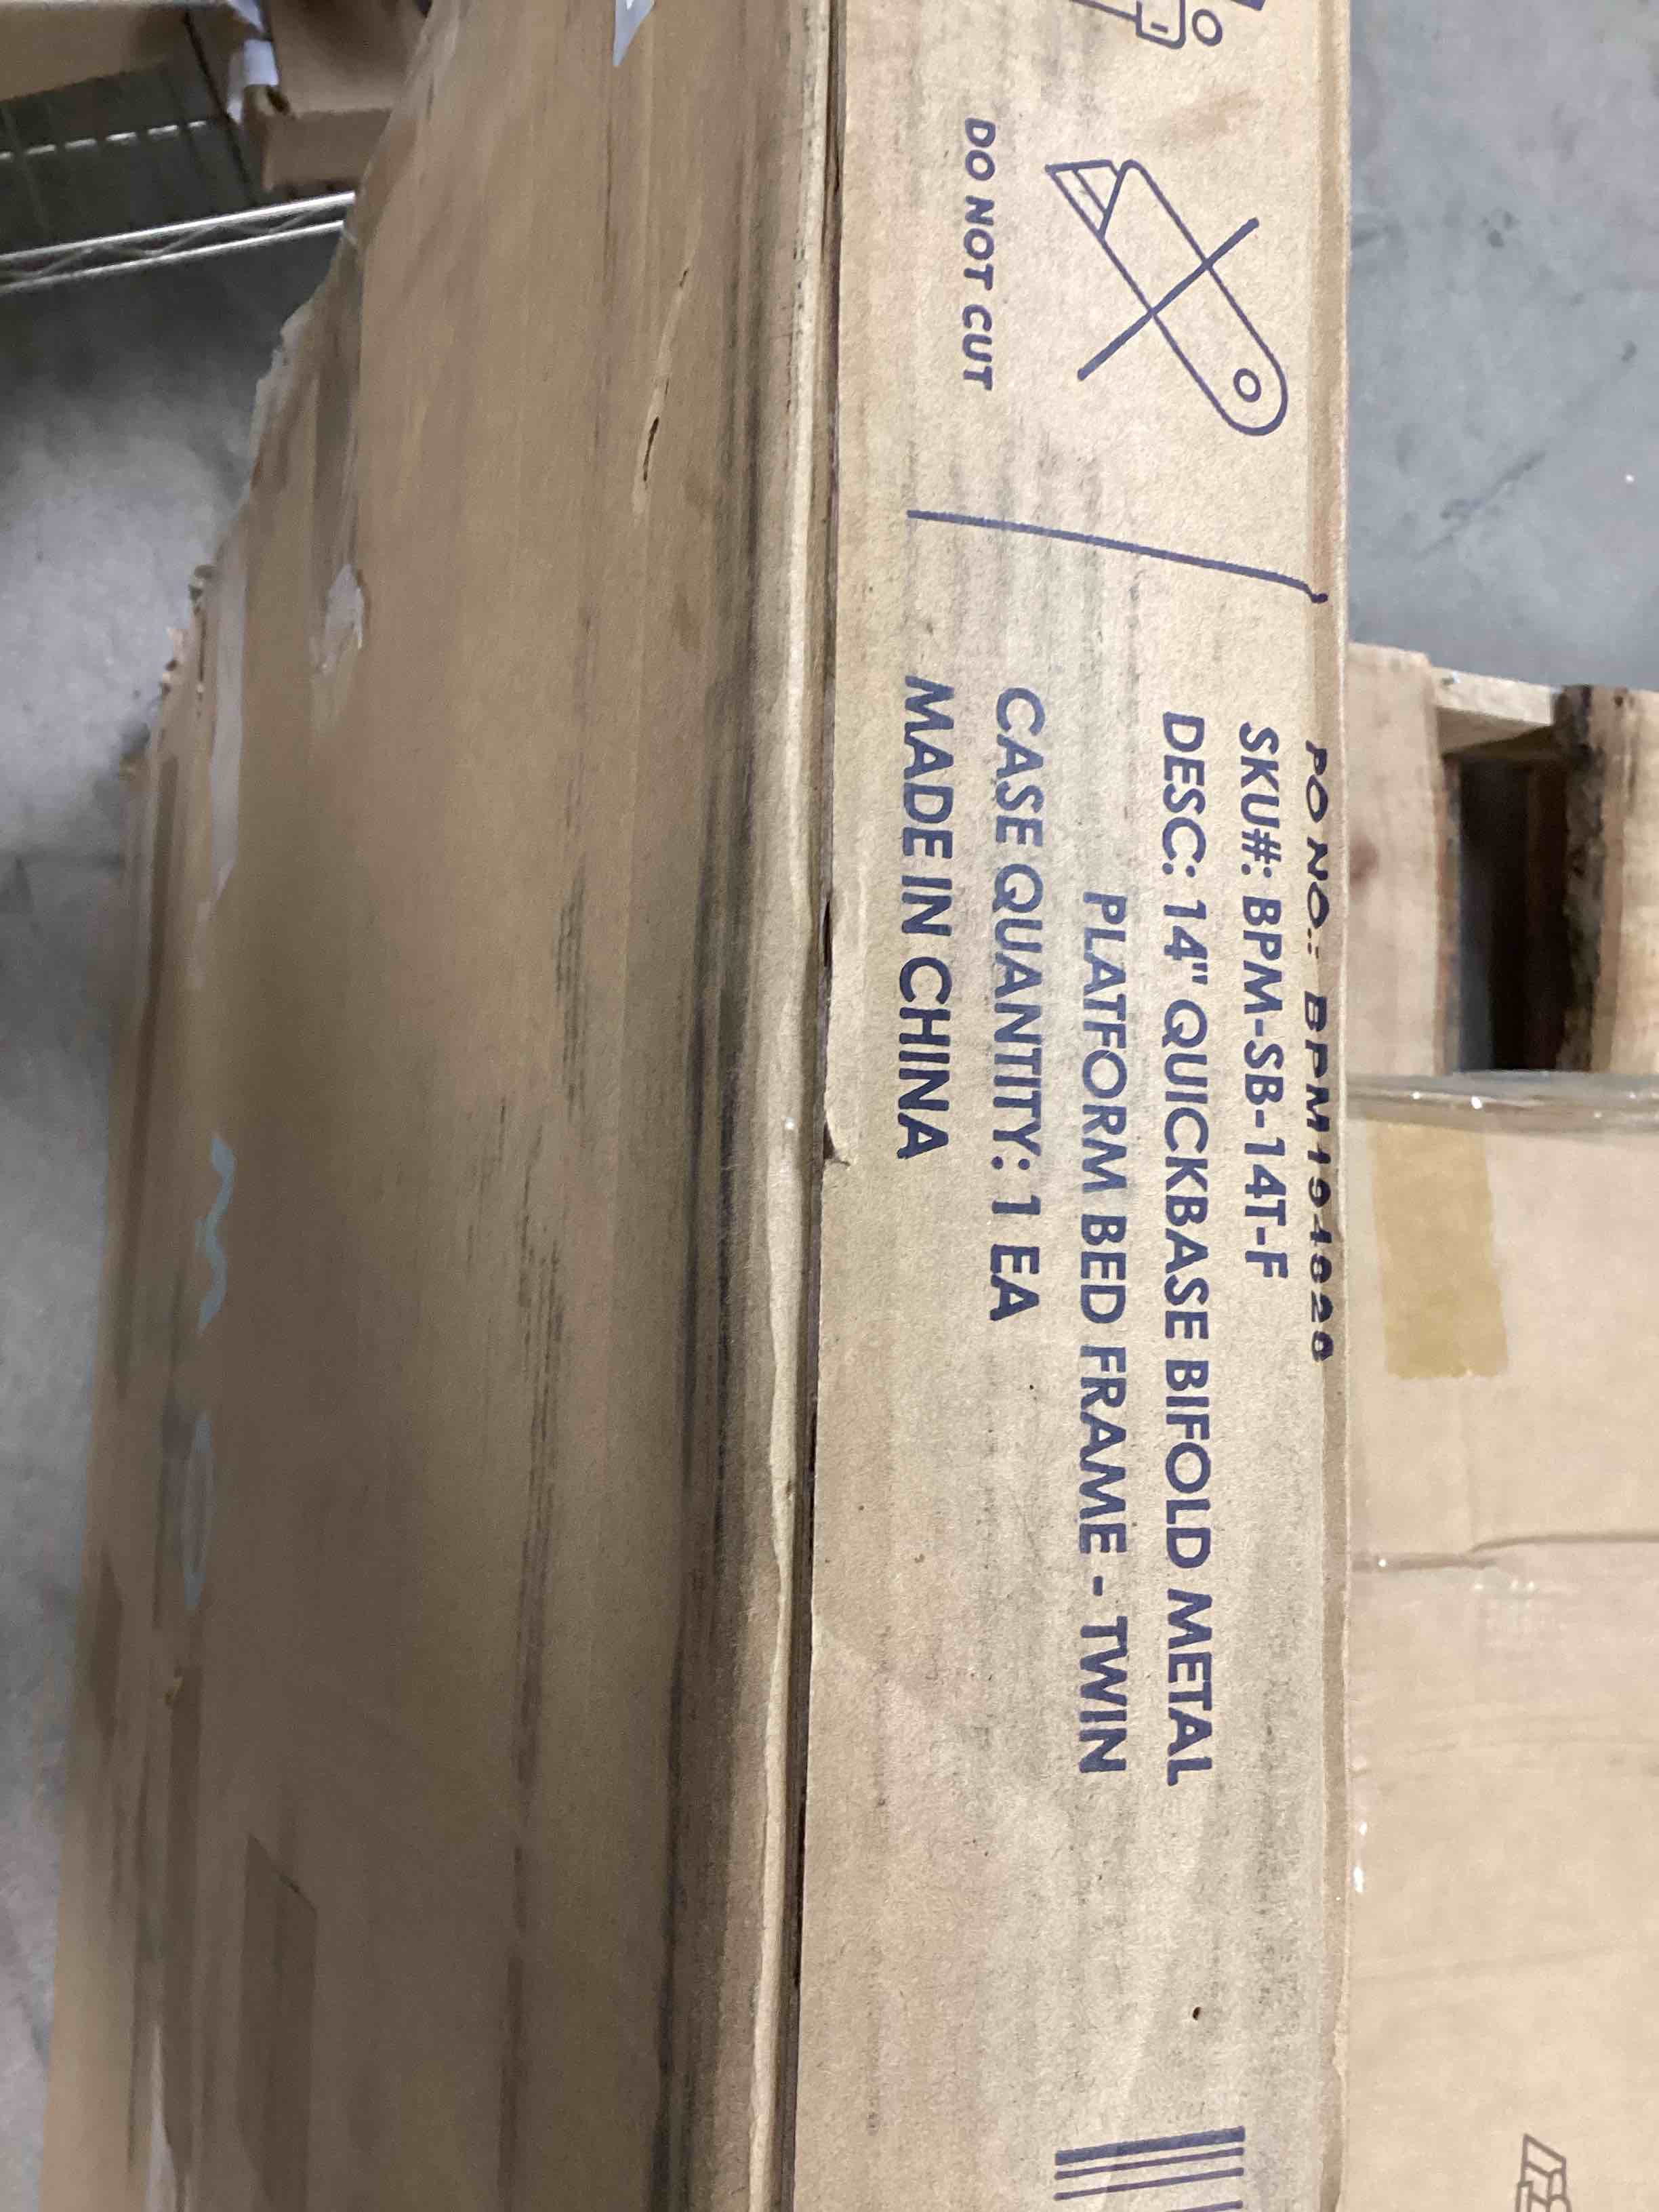 DO NOT CUT
PO NO.: BPM194828
SKU#: BPM-SB-14T-F
DESC: 14" QUICKBASE BIFOLD METAL
PLATFORM BED FRAME - TWIN
CASE QUANTITY: 1 EA
MADE IN CHINA